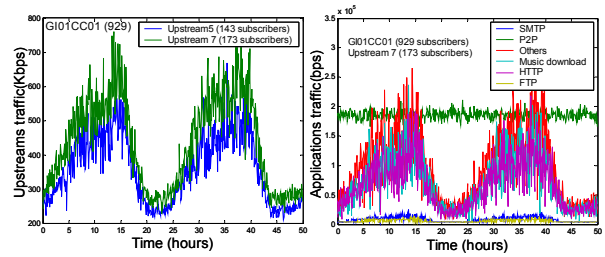 GI01CC01 (929)
Upstream5 (143 subscribers)
Upstream 7 (173 subscribers)
Upstreams traffic(Kbps)
800
700
600
500
400
300
200
0 5 10 15 20 25 30 35 40 45 50
Time (hours)
x 10^5
GI01CC01 (929 subscribers)
Upstream 7 (173 subscribers)
SMTP
P2P
Others
Music download
HTTP
FTP
Applications traffic(bps)
3.5
3
2.5
2
1.5
1
0.5
0
0 5 10 15 20 25 30 35 40 45 50
Time (hours)